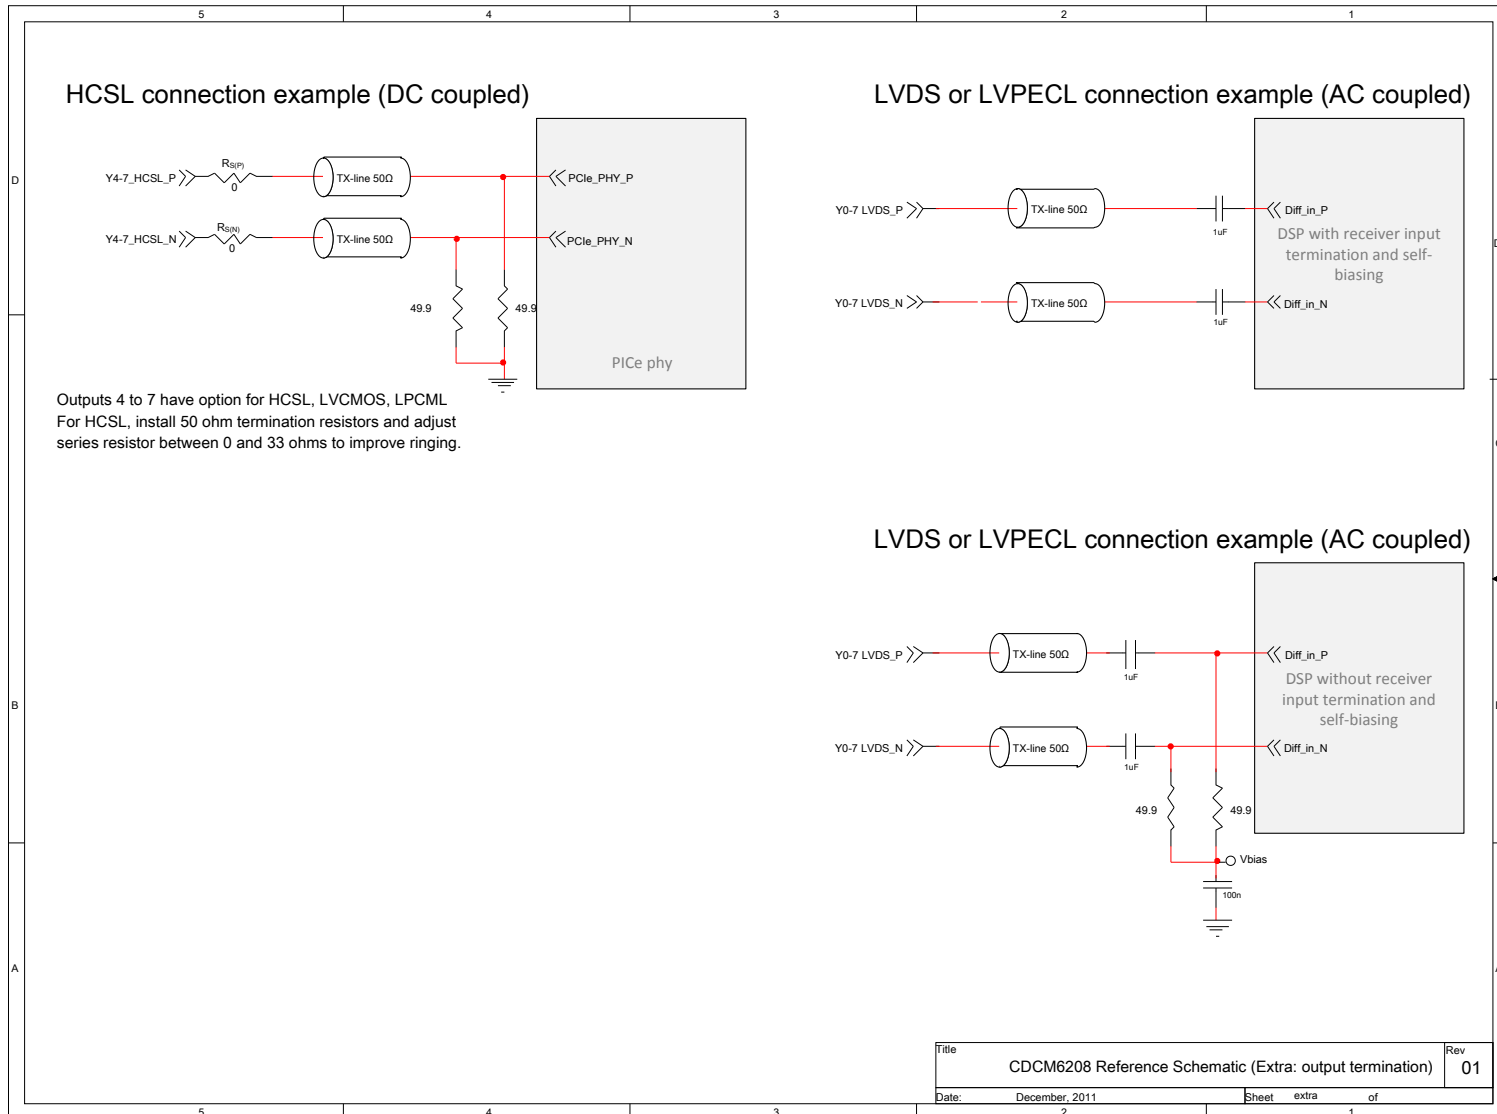 5 4 3 2 1
HCSL connection example (DC coupled)
LVDS or LVPECL connection example (AC coupled)
D
Y4-7_HCSL_P
RS(P)
0
TX-line 50Ω
PCIe_PHY_P
Y4-7_HCSL_N
RS(N)
0
TX-line 50Ω
PCIe_PHY_N
49.9
49.9
PICe phy
Outputs 4 to 7 have option for HCSL, LVCMOS, LPCML
For HCSL, install 50 ohm termination resistors and adjust
series resistor between 0 and 33 ohms to improve ringing.
Y0-7 LVDS_P
TX-line 50Ω
1uF
Diff_in_P
DSP with receiver input
termination and self-
biasing
Y0-7 LVDS_N
TX-line 50Ω
1uF
Diff_in_N
LVDS or LVPECL connection example (AC coupled)
Y0-7 LVDS_P
TX-line 50Ω
1uF
Diff_in_P
DSP without receiver
input termination and
self-biasing
B
Y0-7 LVDS_N
TX-line 50Ω
1uF
Diff_in_N
49.9
49.9
Vbias
100n
A
Title
CDCM6208 Reference Schematic (Extra: output termination)
Rev
01
Date: December, 2011
Sheet extra of
5 4 3 2 1